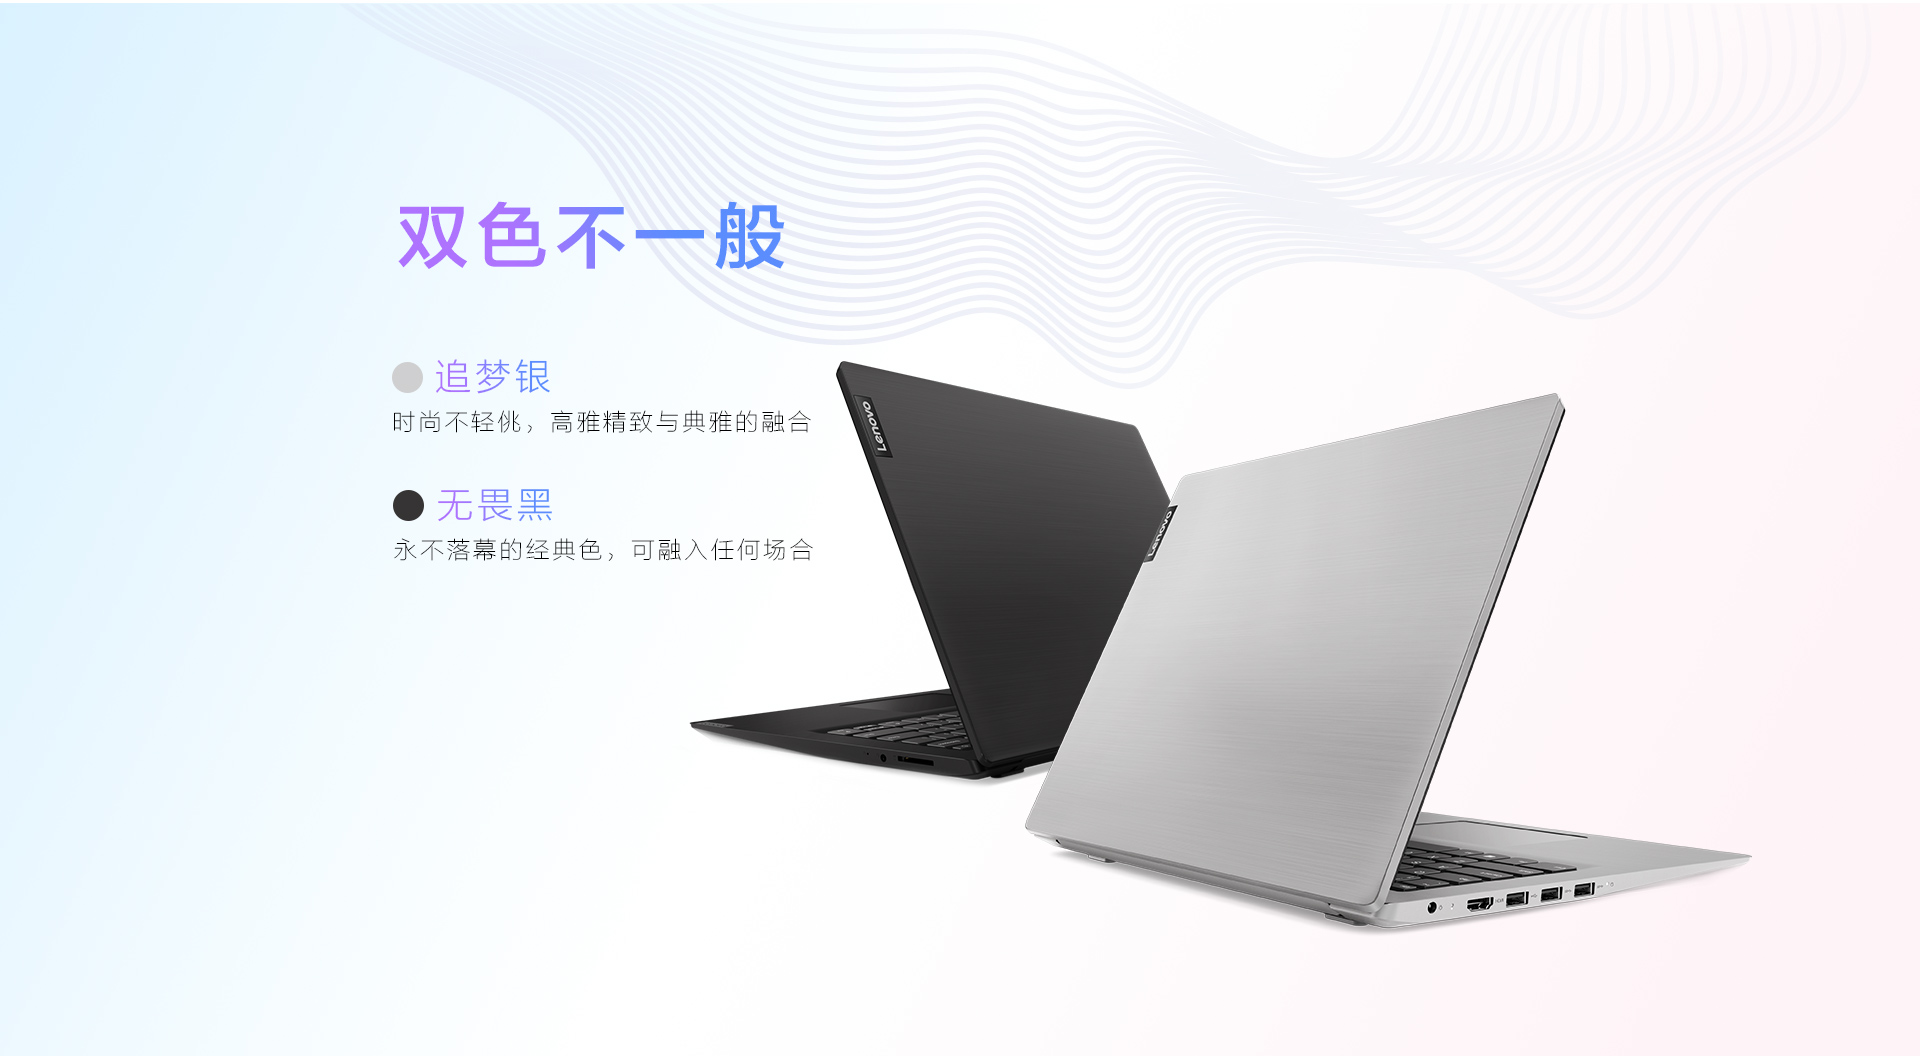 双色不一般
追梦银
时尚不轻佻，高雅精致与典雅的融合
无畏黑
永不落幕的经典色，可融入任何场合
Lenovo
Lenovo